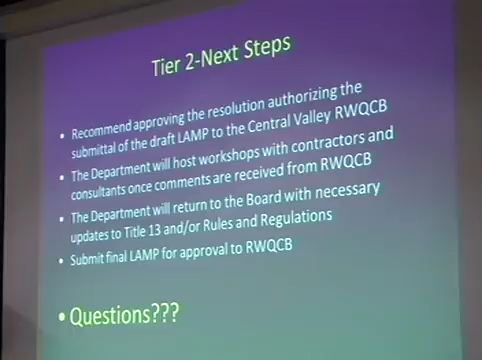 Tier 2-Next Steps
• Recommend approving the resolution authorizing the
submittal of the draft LAMP to the Central Valley RWQCB
• The Department will host workshops with contractors and
consultants once comments are received from RWQCB
• The Department will return to the Board with necessary
updates to Title 13 and/or Rules and Regulations
• Submit final LAMP for approval to RWQCB
• Questions???